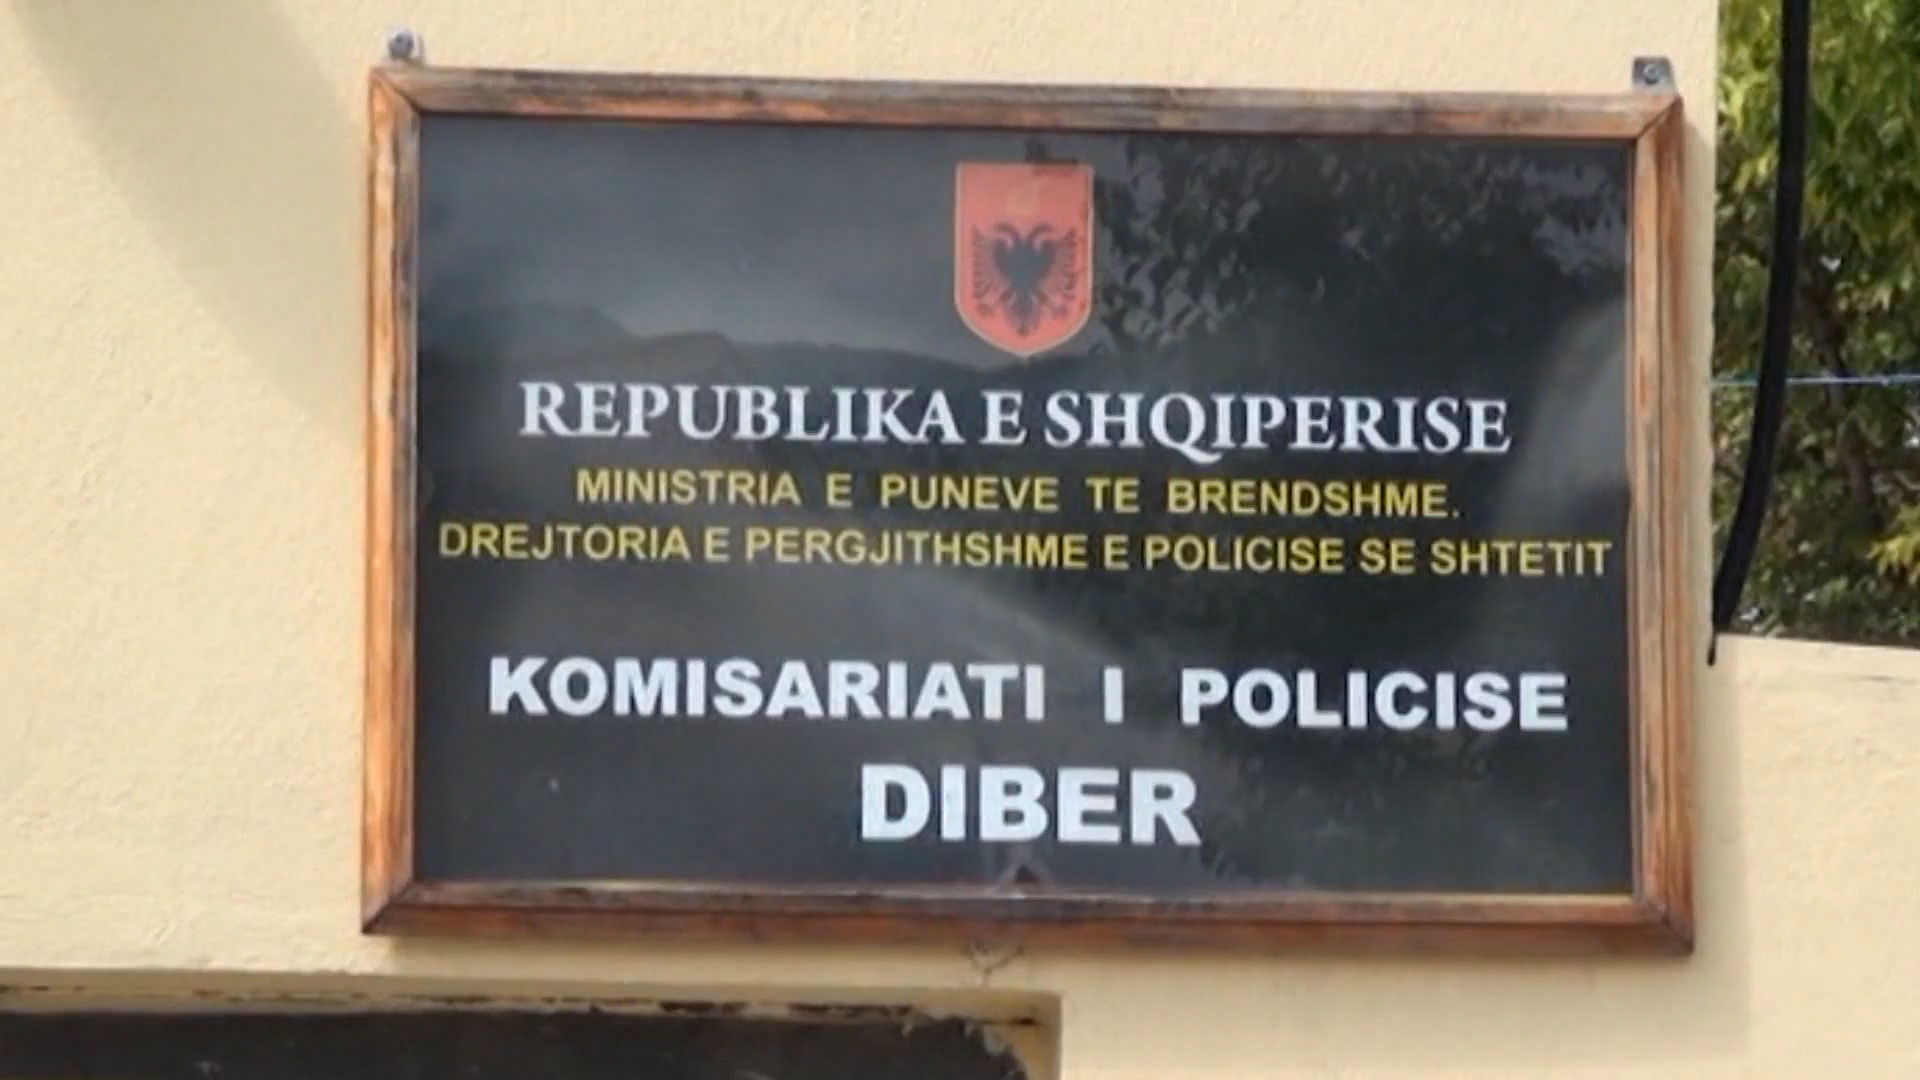 REPUBLIKA E SHQIPERISE
MINISTRIA E PUNEVE TE BRENDSHME.
DREJTORIA E PERGJITHSHME E POLICISE SE SHTETIT
KOMISARIATI I POLICISE
DIBER